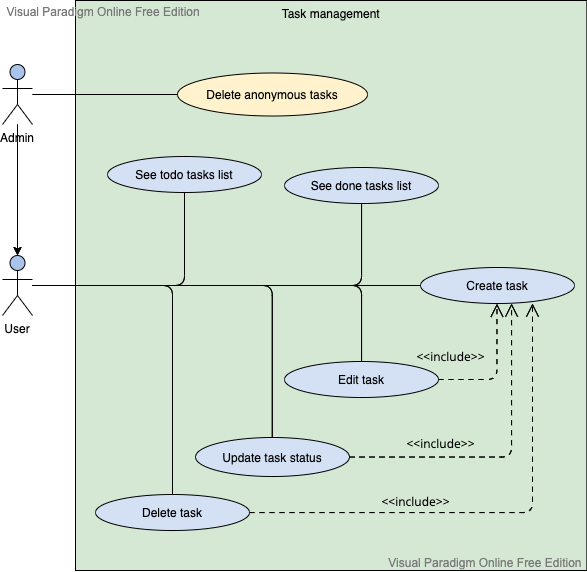 Visual Paradigm Online Free Edition
Task management
Delete anonymous tasks
Admin
See todo tasks list
See done tasks list
Create task
User
<<include>>
Edit task
<<include>>
Update task status
<<include>>
Delete task
Visual Paradigm Online Free Edition